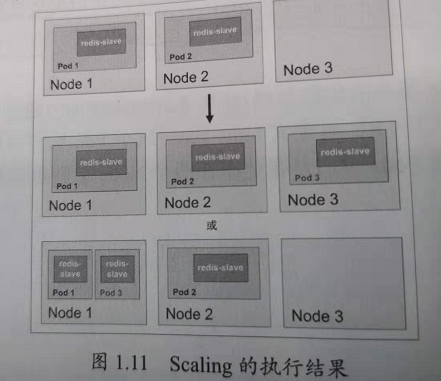 redis-slave
redis-slave
Pod 1
Pod 2
Node 1
Node 2
Node 3
redis-slave
redis-slave
redis-slave
Pod 1
Pod 2
Pod 3
Node 1
Node 2
Node 3
或
redis-
slave
redis-
slave
redis-slave
Pod 1
Pod 3
Pod 2
Node 1
Node 2
Node 3
图 1.11 Scaling 的执行结果